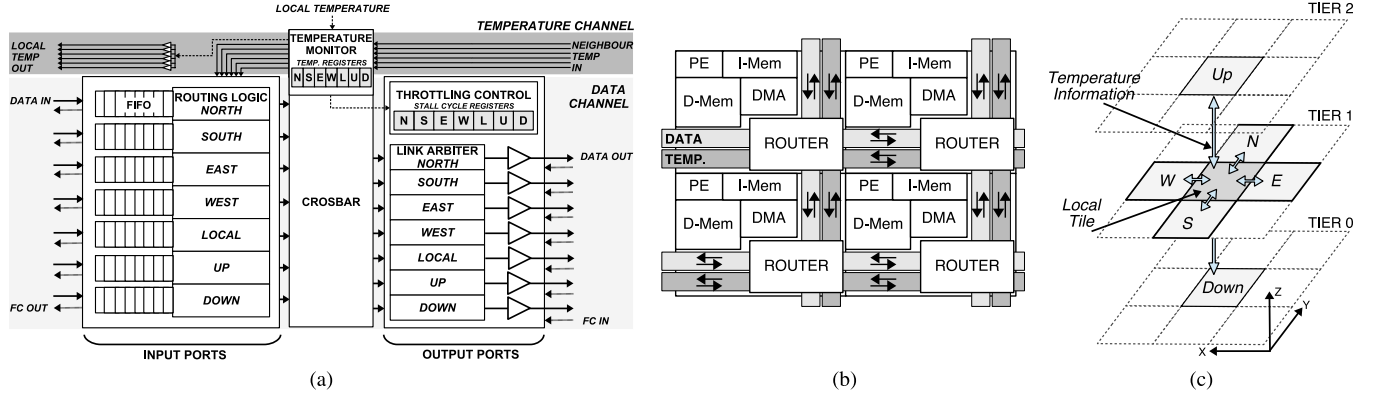 LOCAL TEMPERATURE
TEMPERATURE CHANNEL
LOCAL
TEMP
OUT
TEMPERATURE
MONITOR
TEMP. REGISTERS
N S E W L U D
NEIGHBOUR
TEMP
IN
DATA
CHANNEL
DATA IN
FIFO
ROUTING LOGIC
NORTH
SOUTH
EAST
WEST
LOCAL
UP
DOWN
FC OUT
INPUT PORTS
CROSBAR
THROTTLING CONTROL
STALL CYCLE REGISTERS
N S E W L U D
LINK ARBITER
NORTH
SOUTH
EAST
WEST
LOCAL
UP
DOWN
DATA OUT
FC IN
OUTPUT PORTS
(a)
PE I-Mem
D-Mem DMA
ROUTER
PE I-Mem
D-Mem DMA
ROUTER
DATA
TEMP.
PE I-Mem
D-Mem DMA
ROUTER
PE I-Mem
D-Mem DMA
ROUTER
(b)
TIER 2
Up
Temperature
Information
TIER 1
N
W E
S
Local
Tile
TIER 0
Down
Z
Y
X
(c)